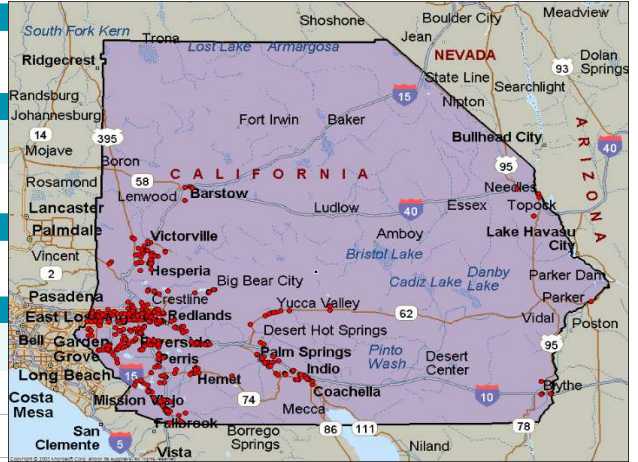 Shoshone
Boulder City
Meadview
South Fork Kern
Trona
Lost Lake
Armargosa
Jean
NEVADA
Ridgecrest
93
Dolan
Springs
State Line
15
Searchlight
Randsburg
Johannesburg
Nipton
Fort Irwin
Baker
14
395
Bullhead City
ARIZONA
40
Mojave
Boron
95
CALIFORNIA
Rosamond
58
Barstow
Needles
Lenwood
Essex
Topock
Lancaster
Ludlow
40
Palmdale
Victorville
Amboy
Lake Havasu
City
Vincent
Bristol Lake
Hesperia
2
Danby
Lake
Big Bear City
Cadiz Lake
Parker Dam
Pasadena
Crestline
Yucca Valley
Parker
East Los
Redlands
62
Vidal
Poston
Desert Hot Springs
Bell
Garden
Grove
Riverside
95
Palm Springs
Pinto
Wash
Desert
Center
Perris
Long Beach
15
Indio
Hemet
Blythe
Costa
Mesa
Mission Viejo
Coachella
10
74
Mecca
Fallbrook
San
Clemente
5
Borrego
Springs
86
111
78
Vista
Niland